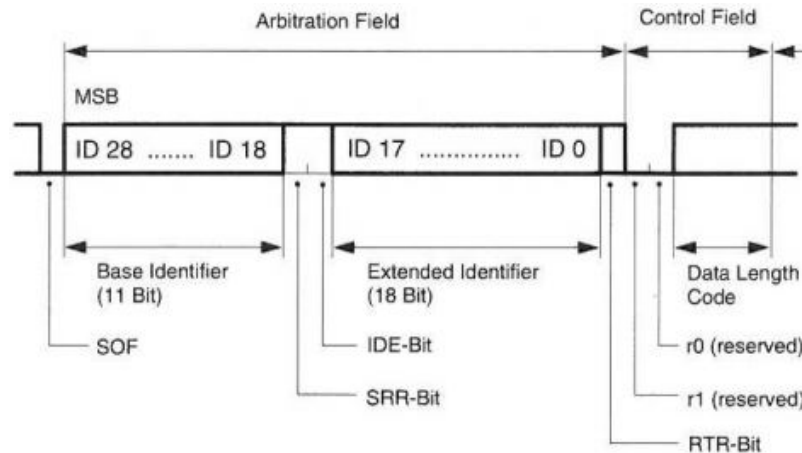 Arbitration Field
Control Field
MSB
ID 28 ....... ID 18
ID 17 ............... ID 0
Base Identifier
(11 Bit)
Extended Identifier
(18 Bit)
Data Length
Code
SOF
IDE-Bit
r0 (reserved)
SRR-Bit
r1 (reserved)
RTR-Bit